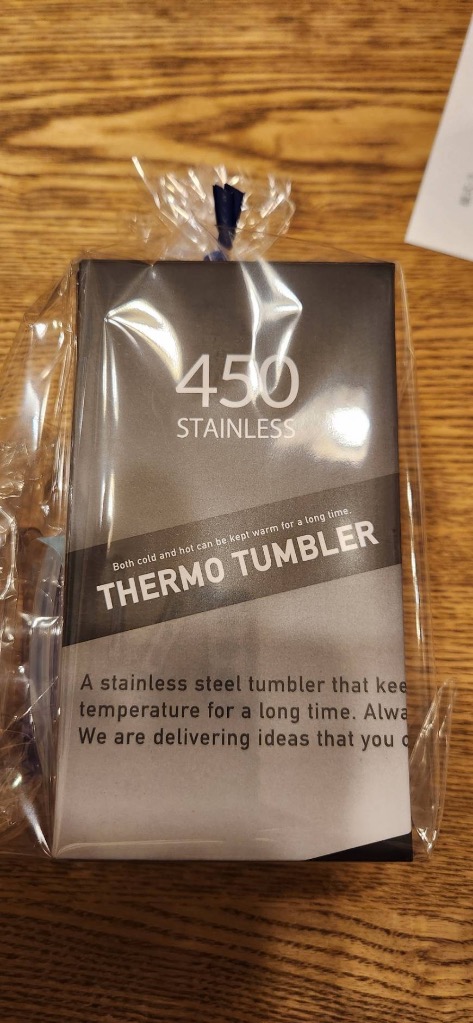 450
STAINLESS
Both cold and hot can be kept warm for a long time.
THERMO TUMBLER
A stainless steel tumbler that kee
temperature for a long time. Alwa
We are delivering ideas that you c